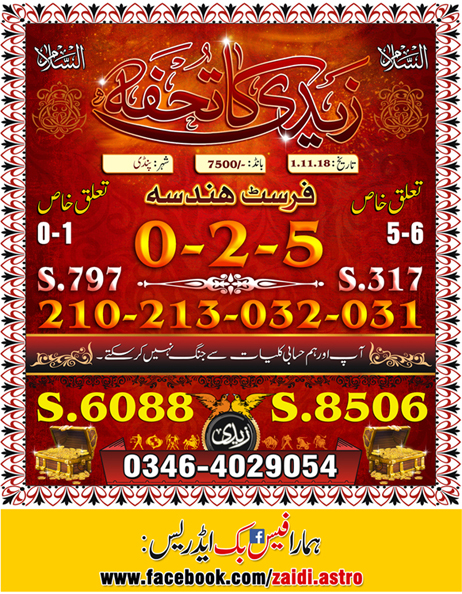 السلام السلام
زیدی کا تحفہ
تاریخ: 1.11.18 بانڈ: -/7500 شہر: پنڈی
فرسٹ ھندسہ
تعلق خاص تعلق خاص
0-1 0-2-5 5-6
S.797 S.317
210-213-032-031
آپ اور ہم حسابی کلیات سے جنگ نہیں کر سکتے۔
S.6088 S.8506
زیدی
0346-4029054
ہمارا فیس بک ایڈریس:
www.facebook.com/zaidi.astro